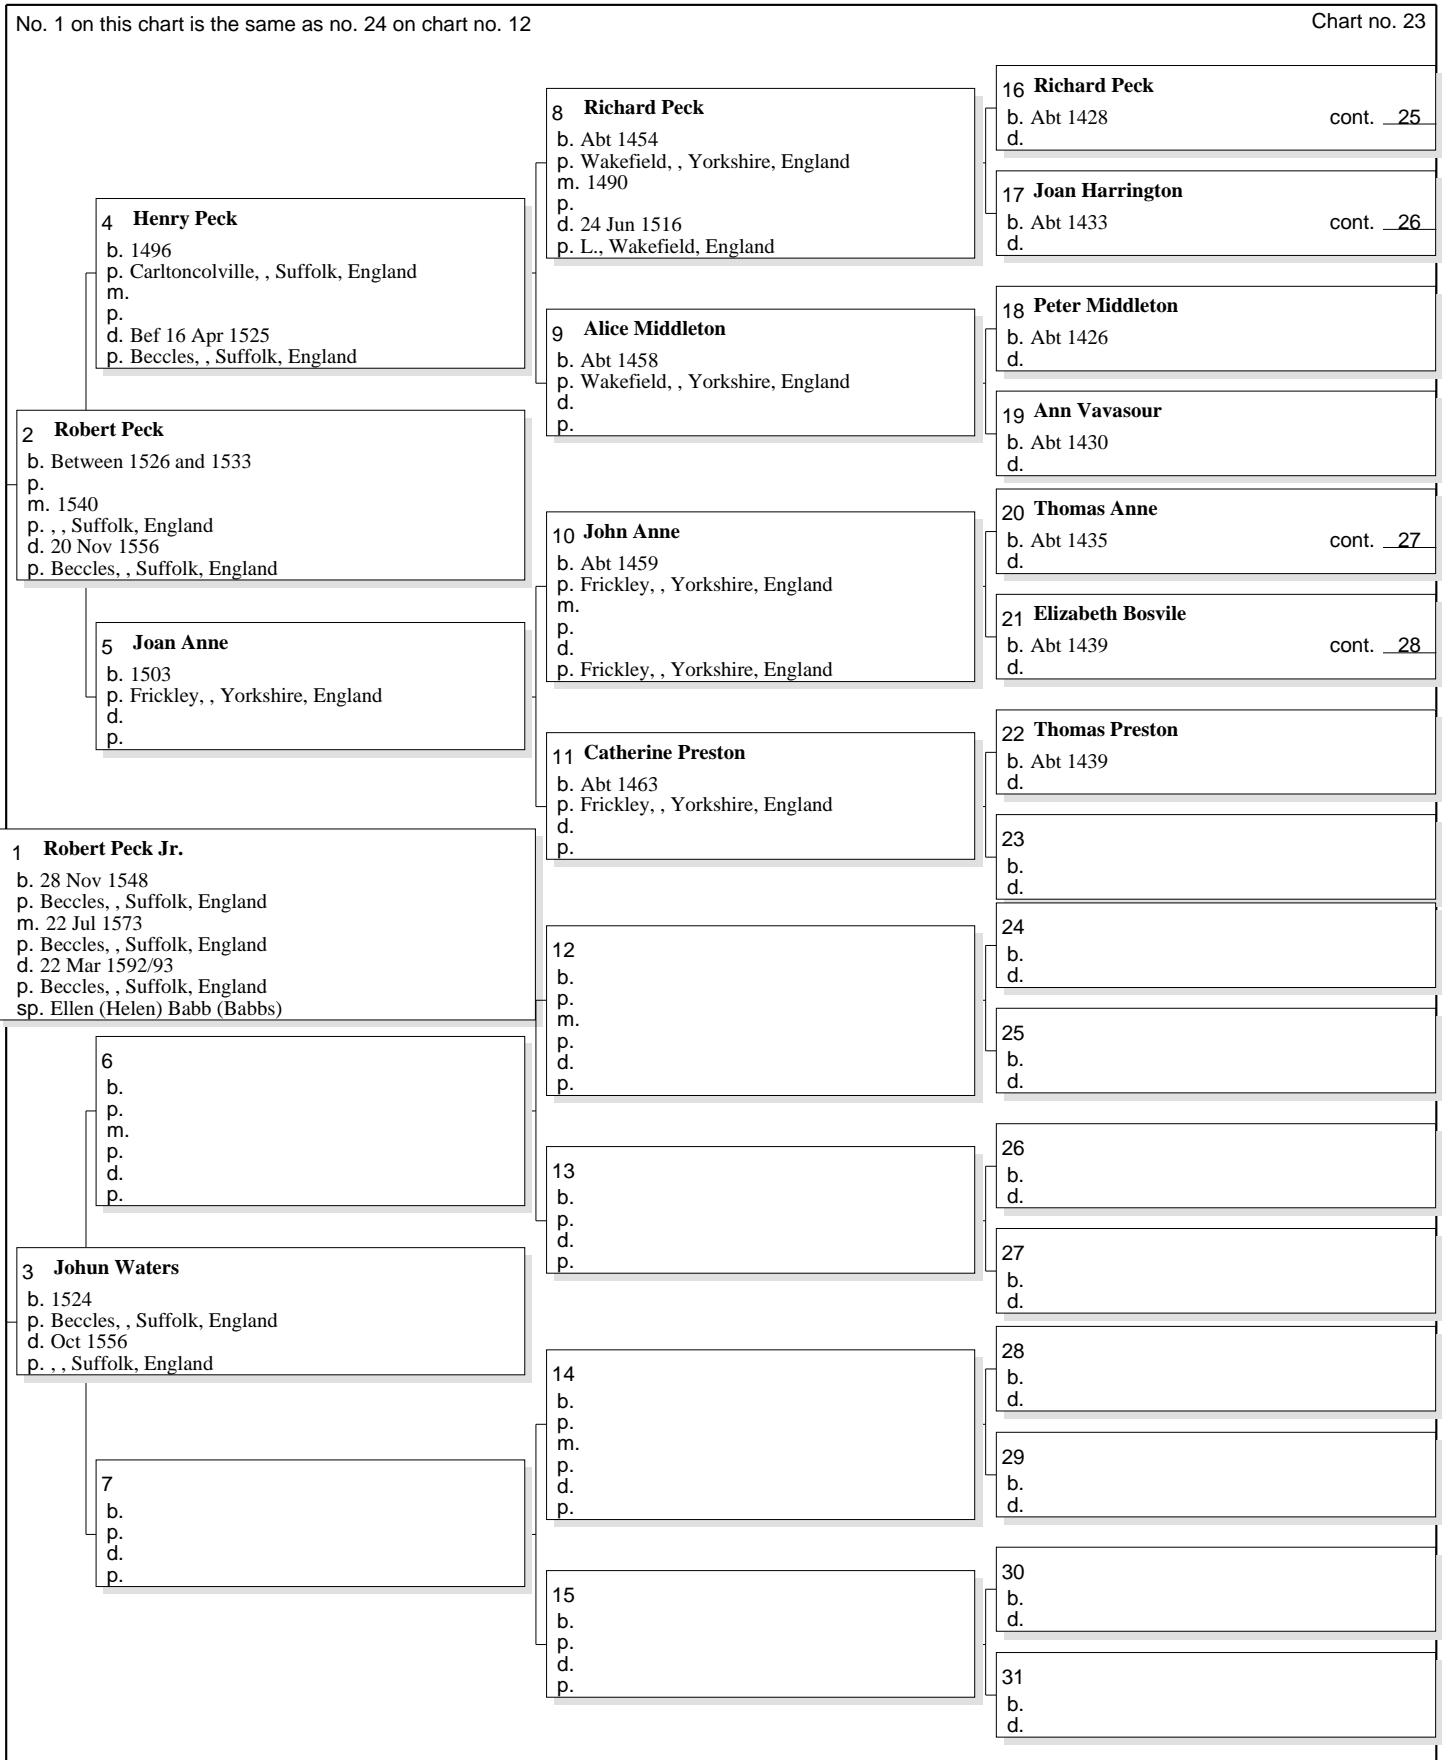 No. 1 on this chart is the same as no. 24 on chart no. 12
Chart no. 23
1 Robert Peck Jr.
b. 28 Nov 1548
p. Beccles, , Suffolk, England
m. 22 Jul 1573
p. Beccles, , Suffolk, England
d. 22 Mar 1592/93
p. Beccles, , Suffolk, England
sp. Ellen (Helen) Babb (Babbs)
2 Robert Peck
b. Between 1526 and 1533
p.
m. 1540
p. , , Suffolk, England
d. 20 Nov 1556
p. Beccles, , Suffolk, England
3 Johun Waters
b. 1524
p. Beccles, , Suffolk, England
d. Oct 1556
p. , , Suffolk, England
4 Henry Peck
b. 1496
p. Carltoncolville, , Suffolk, England
m.
p.
d. Bef 16 Apr 1525
p. Beccles, , Suffolk, England
5 Joan Anne
b. 1503
p. Frickley, , Yorkshire, England
d.
p.
6
b.
p.
m.
p.
d.
p.
7
b.
p.
d.
p.
8 Richard Peck
b. Abt 1454
p. Wakefield, , Yorkshire, England
m. 1490
p.
d. 24 Jun 1516
p. L., Wakefield, England
9 Alice Middleton
b. Abt 1458
p. Wakefield, , Yorkshire, England
d.
p.
10 John Anne
b. Abt 1459
p. Frickley, , Yorkshire, England
m.
p.
d.
p. Frickley, , Yorkshire, England
11 Catherine Preston
b. Abt 1463
p. Frickley, , Yorkshire, England
d.
p.
12
b.
p.
m.
p.
d.
p.
13
b.
p.
d.
p.
14
b.
p.
m.
p.
d.
p.
15
b.
p.
d.
p.
16 Richard Peck
b. Abt 1428 cont. 25
d.
17 Joan Harrington
b. Abt 1433 cont. 26
d.
18 Peter Middleton
b. Abt 1426
d.
19 Ann Vavasour
b. Abt 1430
d.
20 Thomas Anne
b. Abt 1435 cont. 27
d.
21 Elizabeth Bosvile
b. Abt 1439 cont. 28
d.
22 Thomas Preston
b. Abt 1439
d.
23
b.
d.
24
b.
d.
25
b.
d.
26
b.
d.
27
b.
d.
28
b.
d.
29
b.
d.
30
b.
d.
31
b.
d.